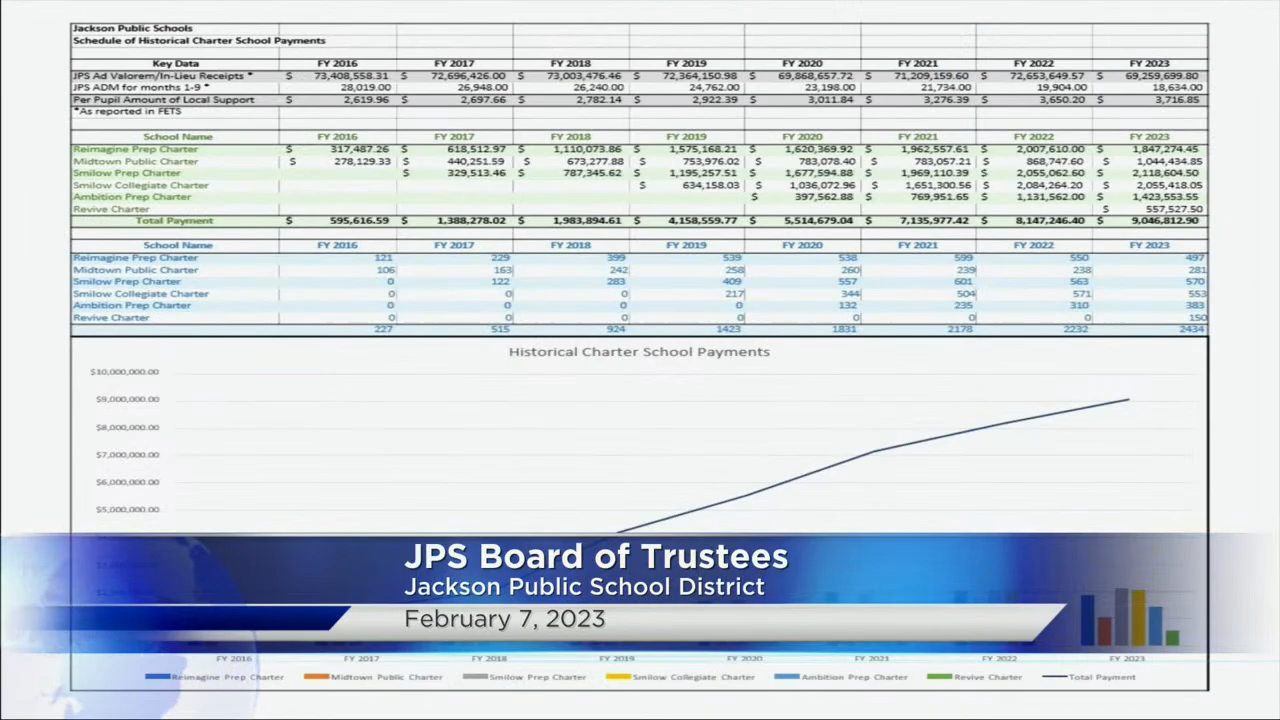 Jackson Public Schools
Schedule of Historical Charter School Payments
Key Data FY 2016 FY 2017 FY 2018 FY 2019 FY 2020 FY 2021 FY 2022 FY 2023
JPS Ad Valorem/In-Lieu Receipts * $ 73,408,558.31 $ 72,696,426.00 $ 73,003,476.46 $ 72,364,150.98 $ 69,868,657.72 $ 71,209,159.60 $ 72,653,649.57 $ 69,259,699.80
JPS ADM for months 1-9 * 28,019.00 26,948.00 26,240.00 24,762.00 23,198.00 21,734.00 19,904.00 18,634.00
Per Pupil Amount of Local Support $ 2,619.96 $ 2,697.66 $ 2,782.14 $ 2,922.39 $ 3,011.84 $ 3,276.39 $ 3,650.20 $ 3,716.85
*As reported in FETS
School Name FY 2016 FY 2017 FY 2018 FY 2019 FY 2020 FY 2021 FY 2022 FY 2023
Reimagine Prep Charter $ 317,487.26 $ 618,512.97 $ 1,110,073.86 $ 1,575,168.21 $ 1,620,369.92 $ 1,962,557.61 $ 2,007,610.00 $ 1,847,274.45
Midtown Public Charter $ 278,129.33 $ 440,251.59 $ 673,277.88 $ 753,976.02 $ 783,078.40 $ 783,057.21 $ 868,747.60 $ 1,044,434.85
Smilow Prep Charter $ 329,513.46 $ 787,345.62 $ 1,195,257.51 $ 1,677,594.88 $ 1,969,110.39 $ 2,055,062.60 $ 2,118,604.50
Smilow Collegiate Charter $ 634,158.03 $ 1,036,072.96 $ 1,651,300.56 $ 2,084,264.20 $ 2,055,418.05
Ambition Prep Charter $ 397,562.88 $ 769,951.65 $ 1,131,562.00 $ 1,423,553.55
Revive Charter $ 557,527.50
Total Payment $ 595,616.59 $ 1,388,278.02 $ 1,983,894.61 $ 4,158,559.77 $ 5,514,679.04 $ 7,135,977.42 $ 8,147,246.40 $ 9,046,812.90
School Name FY 2016 FY 2017 FY 2018 FY 2019 FY 2020 FY 2021 FY 2022 FY 2023
Reimagine Prep Charter 121 229 399 539 538 599 550 497
Midtown Public Charter 106 163 242 258 260 239 238 281
Smilow Prep Charter 0 122 283 409 557 601 563 570
Smilow Collegiate Charter 0 0 0 217 344 504 571 553
Ambition Prep Charter 0 0 0 0 132 235 310 383
Revive Charter 0 0 0 0 0 0 0 150
227 515 924 1423 1831 2178 2232 2434
Historical Charter School Payments
$10,000,000.00
$9,000,000.00
$8,000,000.00
$7,000,000.00
$6,000,000.00
$5,000,000.00
JPS Board of Trustees
Jackson Public School District
February 7, 2023
FY 2016 FY 2017 FY 2018 FY 2019 FY 2020 FY 2021 FY 2022 FY 2023
Reimagine Prep Charter Midtown Public Charter Smilow Prep Charter Smilow Collegiate Charter Ambition Prep Charter Revive Charter Total Payment